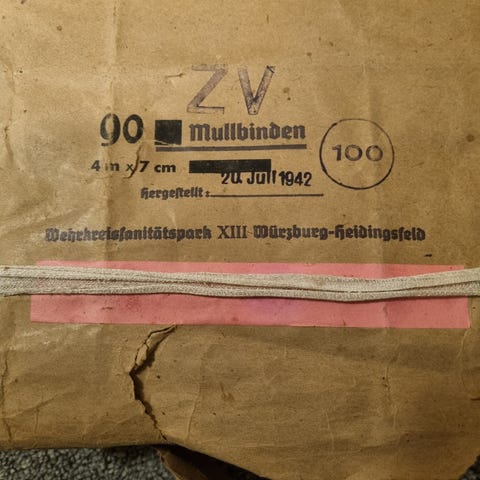 ZV
90 Mullbinden
100
4 m x 7 cm
20. Juli 1942
Hergestellt:
Wehrkreissanitätspark XIII Würzburg-Heidingsfeld